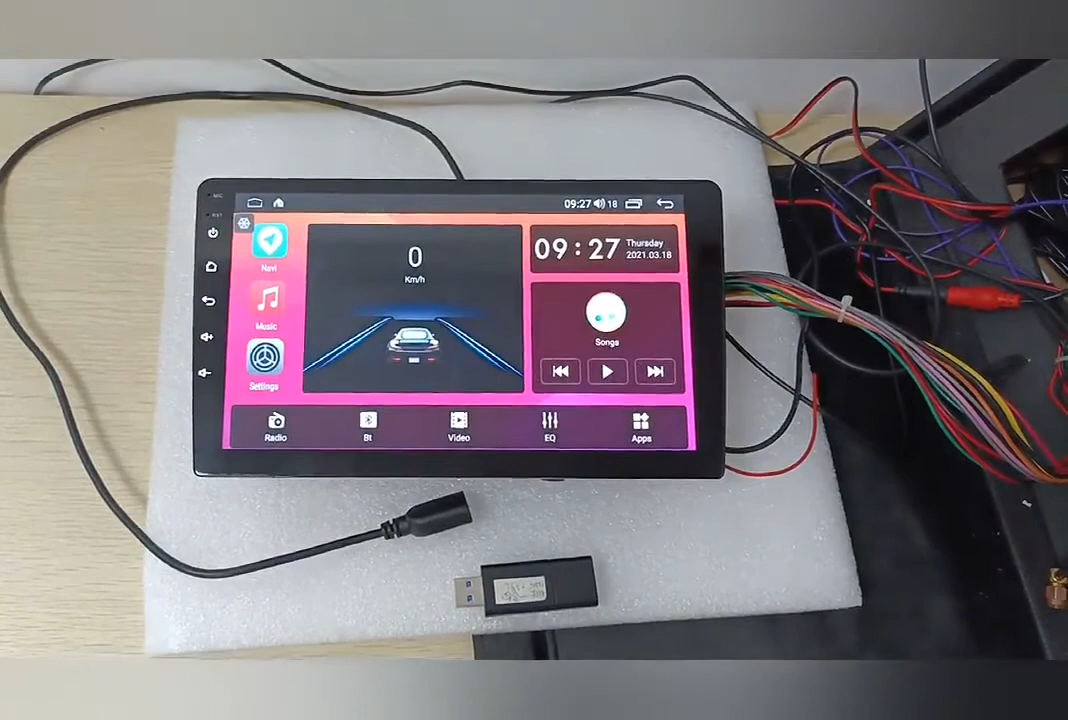 MIC
RST
09:27 18
Navi
Music
Settings
0
Km/h
09:27
Thursday
2021.03.18
Songs
Radio
Bt
Video
EQ
Apps